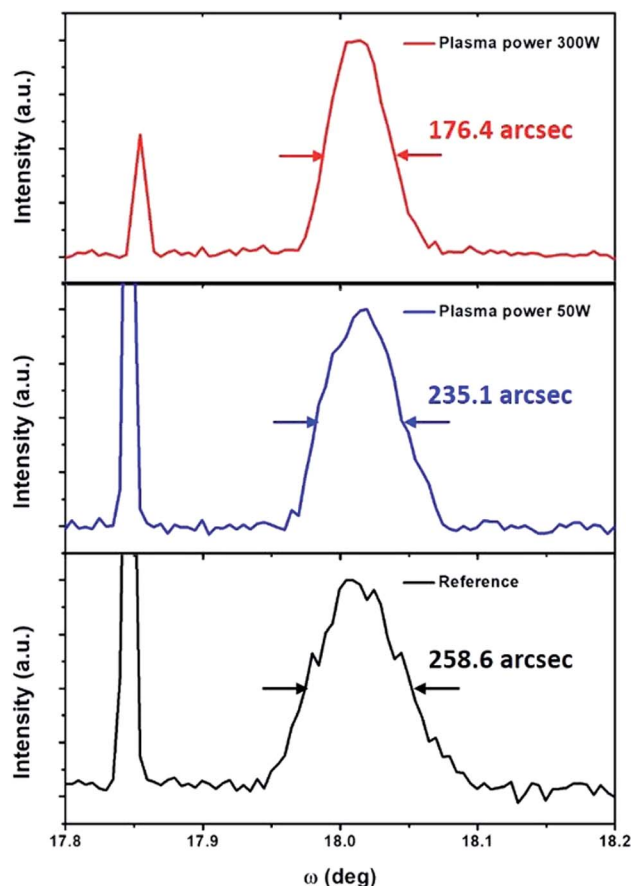 Intensity (a.u.)
Plasma power 300W
176.4 arcsec
Intensity (a.u.)
Plasma power 50W
235.1 arcsec
Intensity (a.u.)
Reference
258.6 arcsec
17.8 17.9 18.0 18.1 18.2
ω (deg)